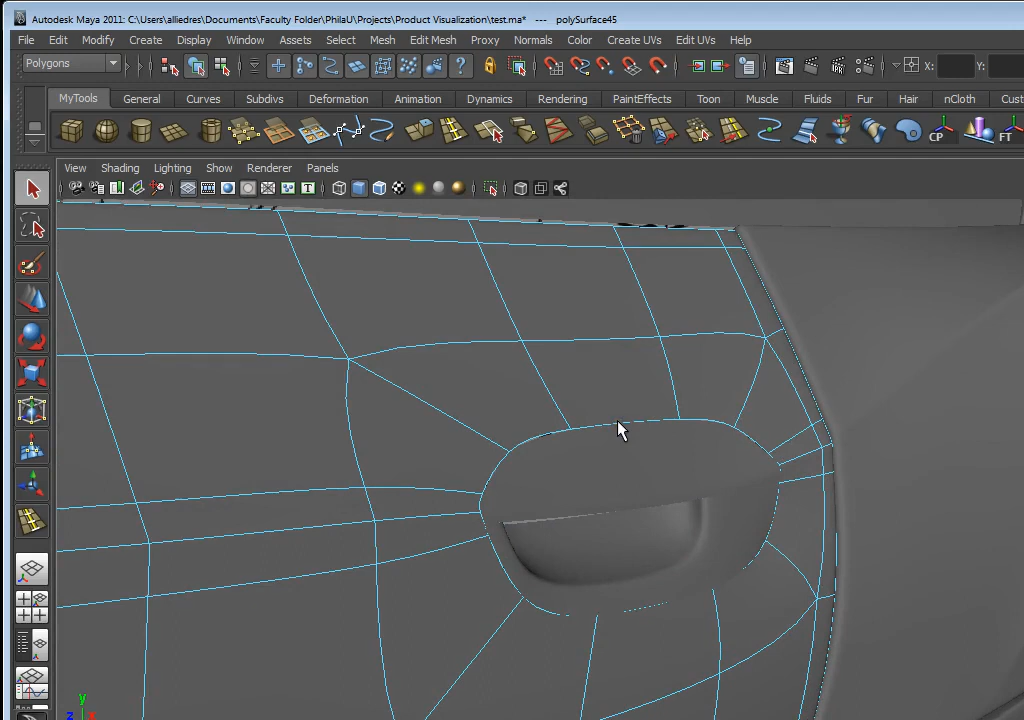 Autodesk Maya 2011: C:\Users\alliedres\Documents\Faculty Folder\PhilaU\Projects\Product Visualization\test.ma*   ---   polySurface45
File Edit Modify Create Display Window Assets Select Mesh Edit Mesh Proxy Normals Color Create UVs Edit UVs Help
Polygons X: Y:
MyTools General Curves Subdivs Deformation Animation Dynamics Rendering PaintEffects Toon Muscle Fluids Fur Hair nCloth Cust
CP FT
View Shading Lighting Show Renderer Panels
T
y
z x